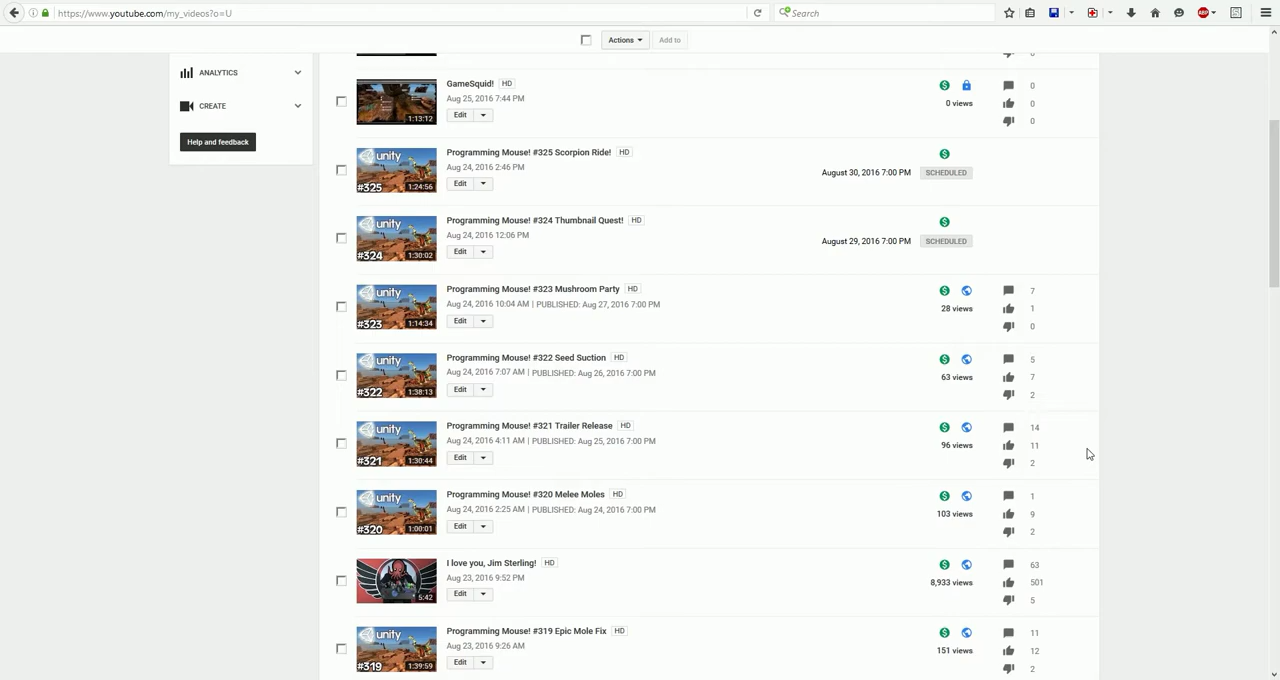 https://www.youtube.com/my_videos?o=U
Search
ABP
Actions
Add to
ANALYTICS
CREATE
Help and feedback
0
GameSquid! HD
Aug 25, 2016 7:44 PM
Edit
1:13:12
0 views
0
0
0
Programming Mouse! #325 Scorpion Ride! HD
Aug 24, 2016 2:46 PM
Edit
unity
#325
1:24:56
August 30, 2016 7:00 PM SCHEDULED
Programming Mouse! #324 Thumbnail Quest! HD
Aug 24, 2016 12:06 PM
Edit
unity
#324
1:30:02
August 29, 2016 7:00 PM SCHEDULED
Programming Mouse! #323 Mushroom Party HD
Aug 24, 2016 10:04 AM | PUBLISHED: Aug 27, 2016 7:00 PM
Edit
unity
#323
1:14:34
28 views
7
1
0
Programming Mouse! #322 Seed Suction HD
Aug 24, 2016 7:07 AM | PUBLISHED: Aug 26, 2016 7:00 PM
Edit
unity
#322
1:38:13
63 views
5
7
2
Programming Mouse! #321 Trailer Release HD
Aug 24, 2016 4:11 AM | PUBLISHED: Aug 25, 2016 7:00 PM
Edit
unity
#321
1:30:44
96 views
14
11
2
Programming Mouse! #320 Melee Moles HD
Aug 24, 2016 2:25 AM | PUBLISHED: Aug 24, 2016 7:00 PM
Edit
unity
#320
1:00:01
103 views
1
9
2
I love you, Jim Sterling! HD
Aug 23, 2016 9:52 PM
Edit
5:42
8,933 views
63
501
5
Programming Mouse! #319 Epic Mole Fix HD
Aug 23, 2016 9:26 AM
Edit
unity
#319
1:39:59
151 views
11
12
2